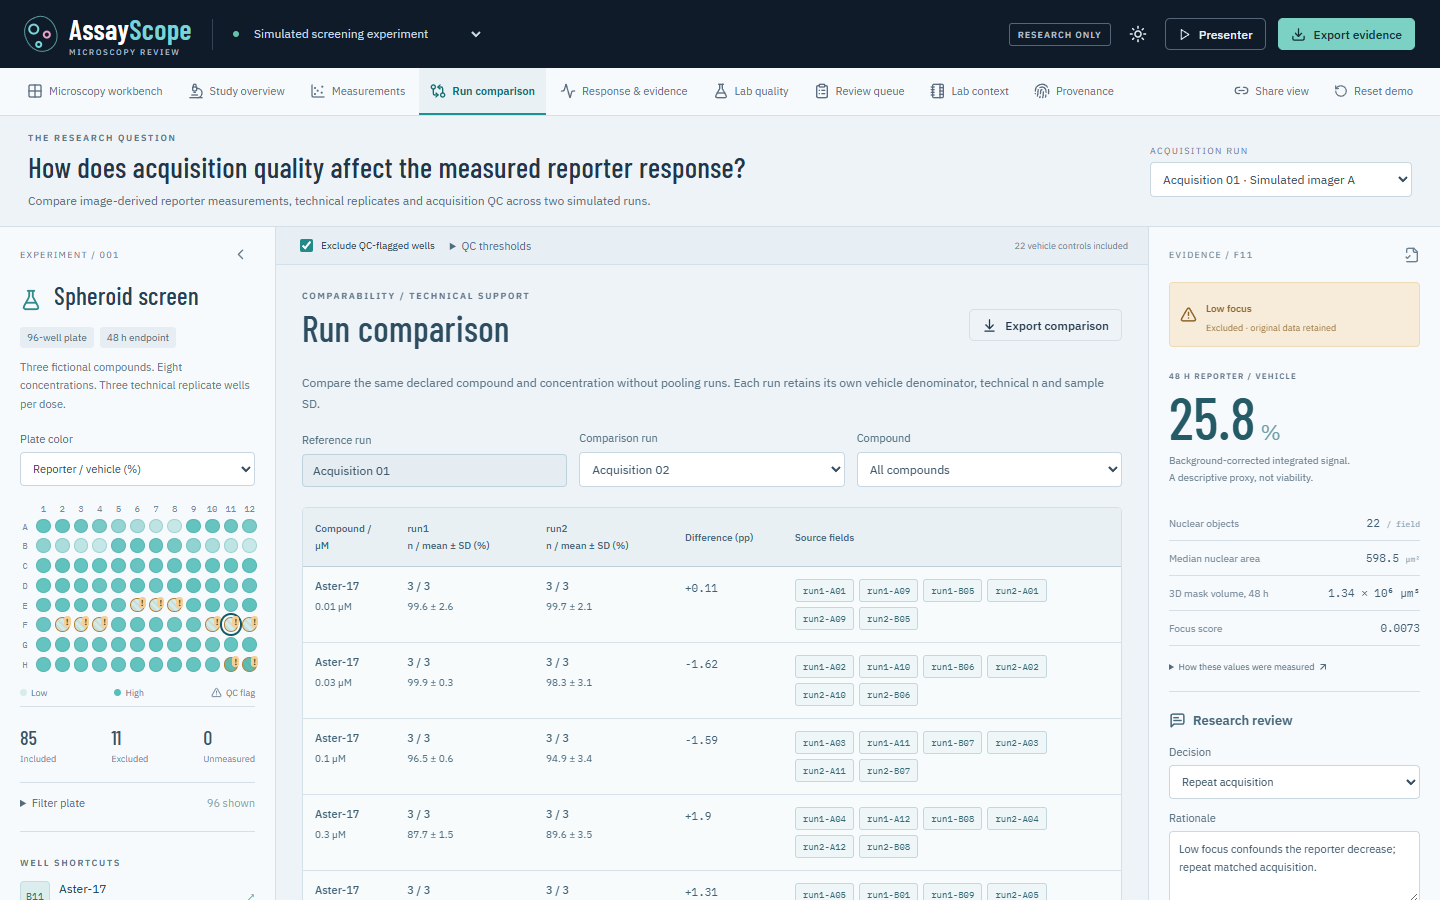 AssayScope
MICROSCOPY REVIEW
Simulated screening experiment
RESEARCH ONLY
Presenter
Export evidence
Microscopy workbench
Study overview
Measurements
Run comparison
Response & evidence
Lab quality
Review queue
Lab context
Provenance
Share view
Reset demo
THE RESEARCH QUESTION
How does acquisition quality affect the measured reporter response?
Compare image-derived reporter measurements, technical replicates and acquisition QC across two simulated runs.
ACQUISITION RUN
Acquisition 01 · Simulated imager A
EXPERIMENT / 001
Spheroid screen
96-well plate
48 h endpoint
Three fictional compounds. Eight
concentrations. Three technical replicate wells
per dose.
Plate color
Reporter / vehicle (%)
1 2 3 4 5 6 7 8 9 10 11 12
A
B
C
D
E
! ! !
F
! ! ! ! ! !
G
H
! !
Low
High
QC flag
85
Included
11
Excluded
0
Unmeasured
Filter plate
96 shown
WELL SHORTCUTS
B11
Aster-17
Exclude QC-flagged wells
QC thresholds
22 vehicle controls included
COMPARABILITY / TECHNICAL SUPPORT
Run comparison
Export comparison
Compare the same declared compound and concentration without pooling runs. Each run retains its own vehicle denominator, technical n and sample
SD.
Reference run
Acquisition 01
Comparison run
Acquisition 02
Compound
All compounds
Compound /
µM
run1
n / mean ± SD (%)
run2
n / mean ± SD (%)
Difference (pp)
Source fields
Aster-17
0.01 µM
3 / 3
99.6 ± 2.6
3 / 3
99.7 ± 2.1
+0.11
run1-A01 run1-A09 run1-B05 run2-A01
run2-A09 run2-B05
Aster-17
0.03 µM
3 / 3
99.9 ± 0.3
3 / 3
98.3 ± 3.1
-1.62
run1-A02 run1-A10 run1-B06 run2-A02
run2-A10 run2-B06
Aster-17
0.1 µM
3 / 3
96.5 ± 0.6
3 / 3
94.9 ± 3.4
-1.59
run1-A03 run1-A11 run1-B07 run2-A03
run2-A11 run2-B07
Aster-17
0.3 µM
3 / 3
87.7 ± 1.5
3 / 3
89.6 ± 3.5
+1.9
run1-A04 run1-A12 run1-B08 run2-A04
run2-A12 run2-B08
Aster-17
3 / 3
3 / 3
+1.31
run1-A05 run1-B01 run1-B09 run2-A05
EVIDENCE / F11
Low focus
Excluded · original data retained
48 H REPORTER / VEHICLE
25.8 %
Background-corrected integrated signal.
A descriptive proxy, not viability.
Nuclear objects
22 / field
Median nuclear area
598.5 µm²
3D mask volume, 48 h
1.34 × 10⁶ µm³
Focus score
0.0073
How these values were measured
Research review
Decision
Repeat acquisition
Rationale
Low focus confounds the reporter decrease;
repeat matched acquisition.